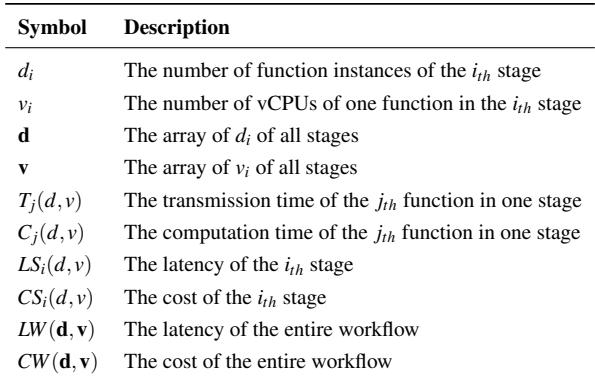 Symbol Description
d_i The number of function instances of the i_th stage
v_i The number of vCPUs of one function in the i_th stage
d The array of d_i of all stages
v The array of v_i of all stages
T_j(d,v) The transmission time of the j_th function in one stage
C_j(d,v) The computation time of the j_th function in one stage
LS_i(d,v) The latency of the i_th stage
CS_i(d,v) The cost of the i_th stage
LW(d,v) The latency of the entire workflow
CW(d,v) The cost of the entire workflow